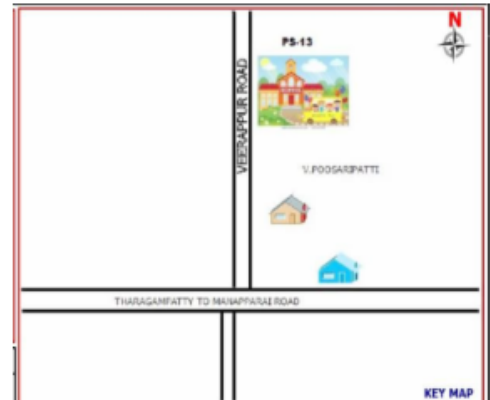 N
PS-13
VEERAPPUR ROAD
V.POOSARIPATTI
THARAGAMPATTY TO MANAPPARAI ROAD
KEY MAP